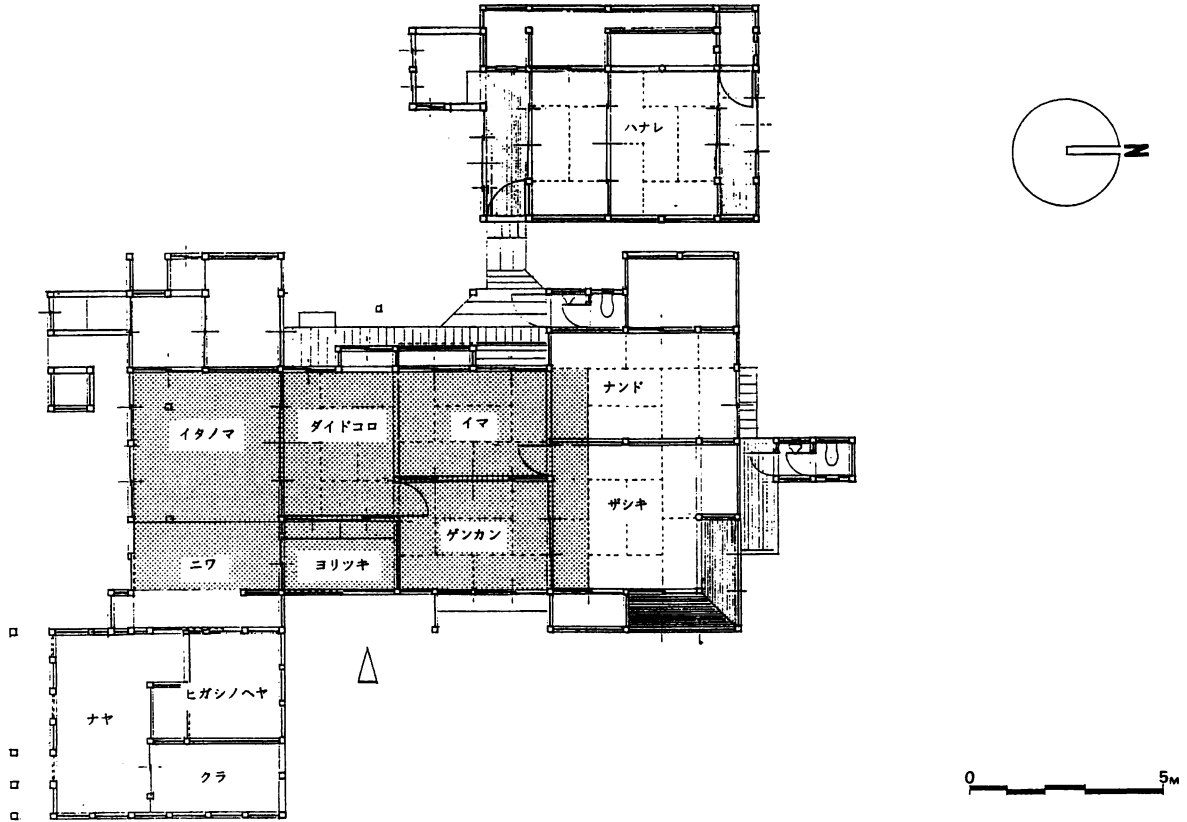 ハナレ
N
ナンド
イタノマ
ダイドコロ
イマ
ザシキ
ゲンカン
ニワ
ヨリツキ
ヒガシノヘヤ
ナヤ
クラ
0 5M